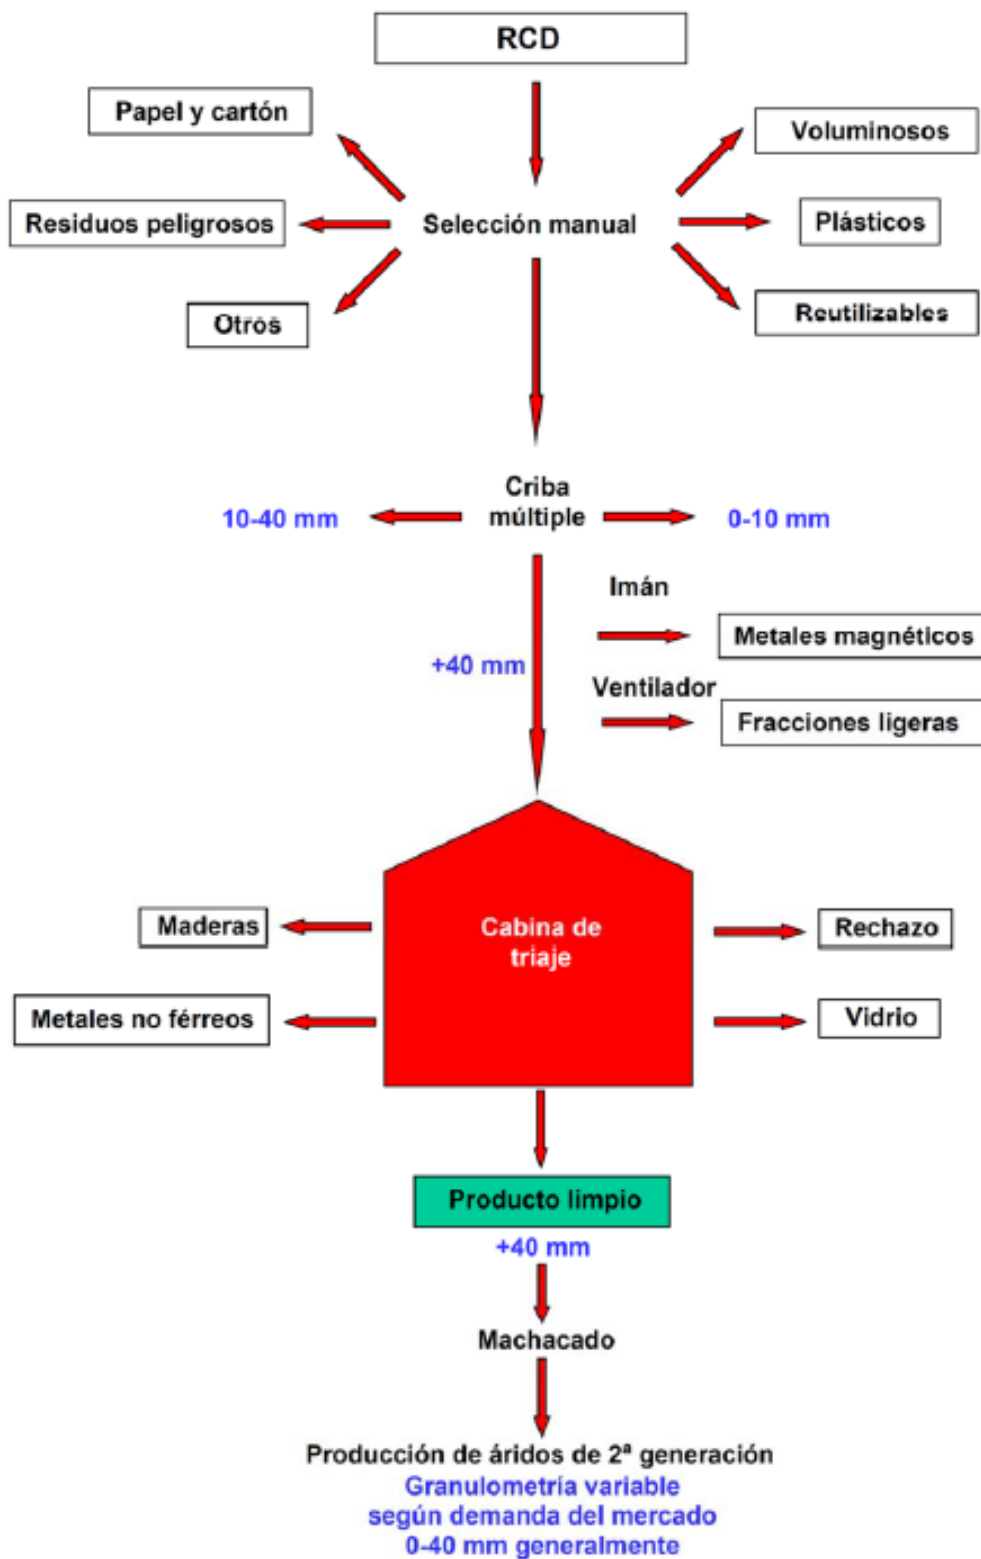 RCD
Papel y cartón
Voluminosos
Residuos peligrosos
Selección manual
Plásticos
Otros
Reutilizables
Criba
múltiple
10-40 mm
0-10 mm
Imán
Metales magnéticos
+40 mm
Ventilador
Fracciones ligeras
Cabina de
triaje
Maderas
Rechazo
Metales no férreos
Vidrio
Producto limpio
+40 mm
Machacado
Producción de áridos de 2ª generación
Granulometría variable
según demanda del mercado
0-40 mm generalmente